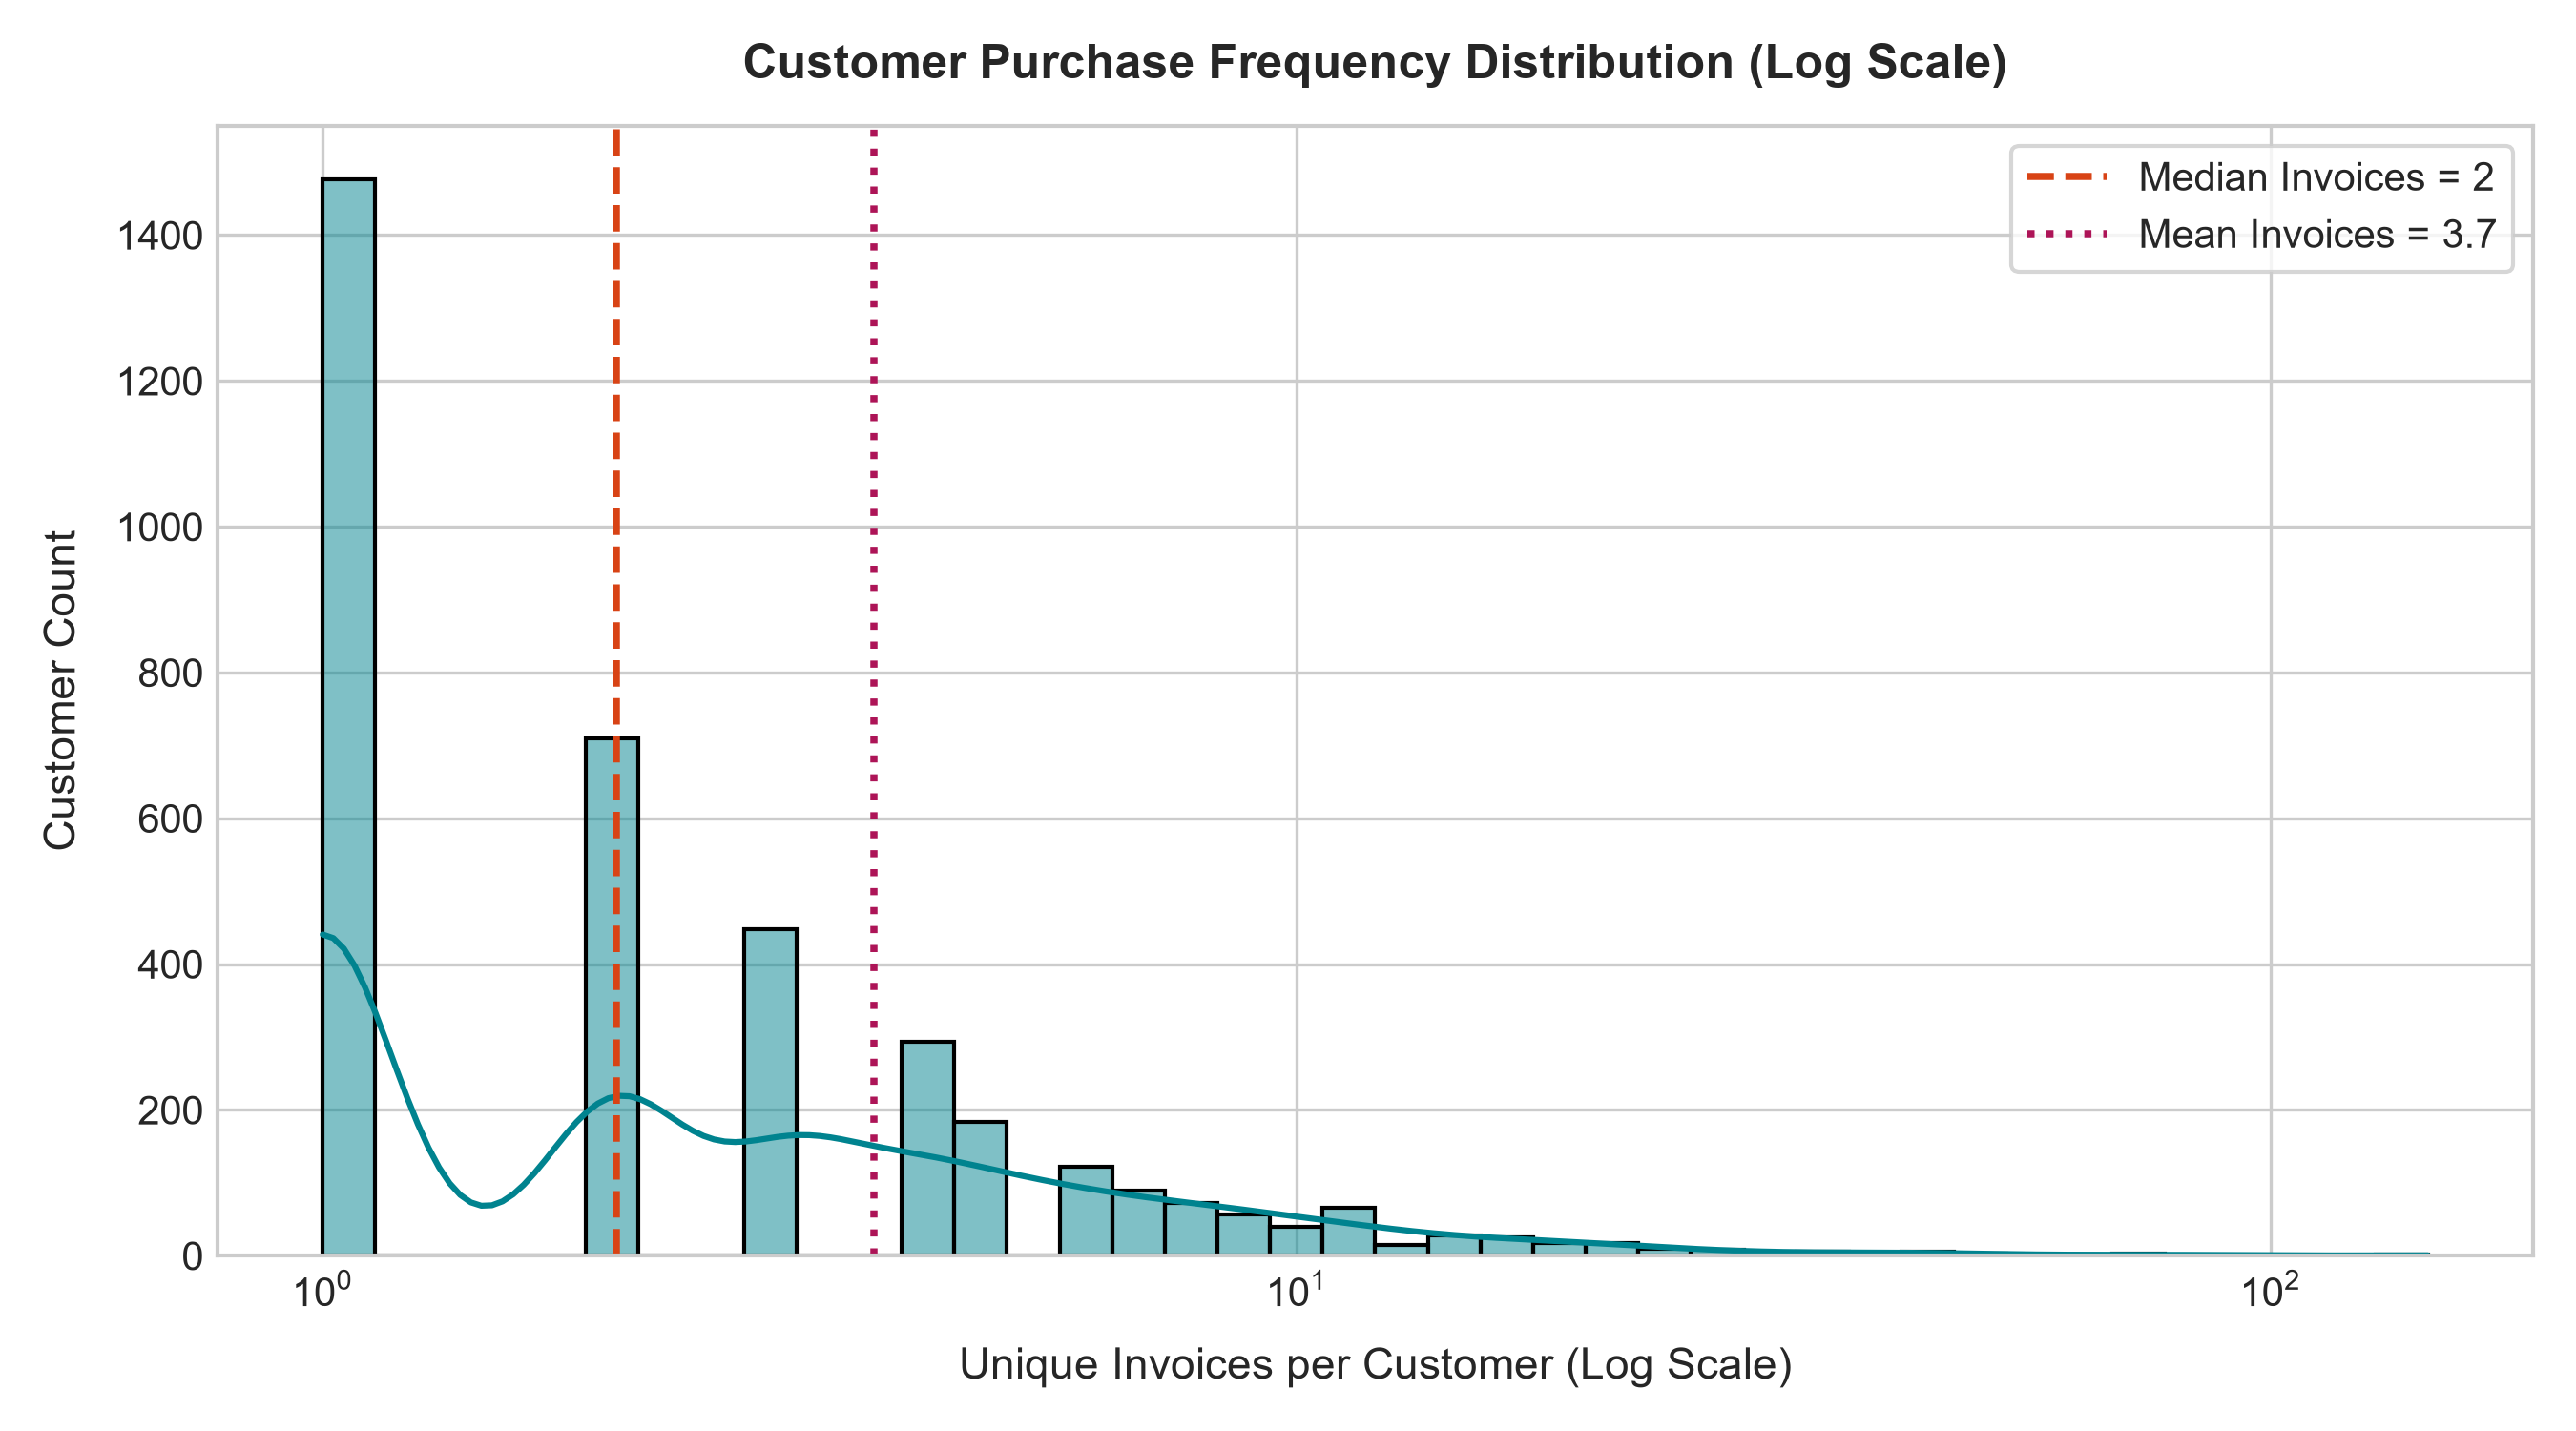 Customer Purchase Frequency Distribution (Log Scale)
Median Invoices = 2
Mean Invoices = 3.7
Customer Count
1400
1200
1000
800
600
400
200
0
10⁰ 10¹ 10²
Unique Invoices per Customer (Log Scale)